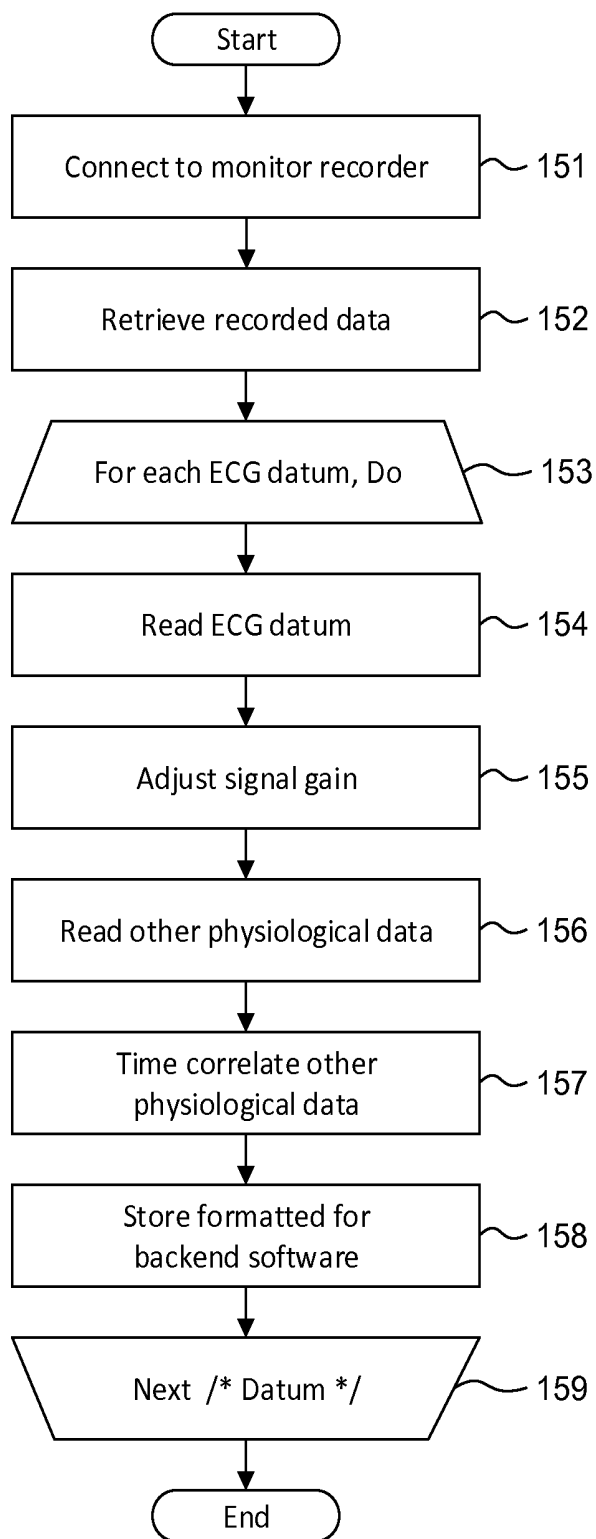 Start
Connect to monitor recorder
151
Retrieve recorded data
152
For each ECG datum, Do
153
Read ECG datum
154
Adjust signal gain
155
Read other physiological data
156
Time correlate other
physiological data
157
Store formatted for
backend software
158
Next /* Datum */
159
End